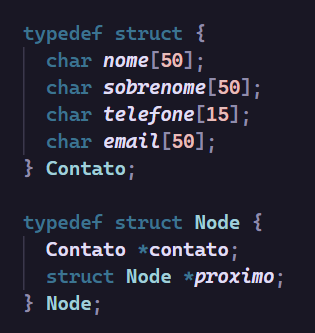 typedef struct {
char nome[50];
char sobrenome[50];
char telefone[15];
char email[50];
} Contato;
typedef struct Node {
Contato *contato;
struct Node *proximo;
} Node;